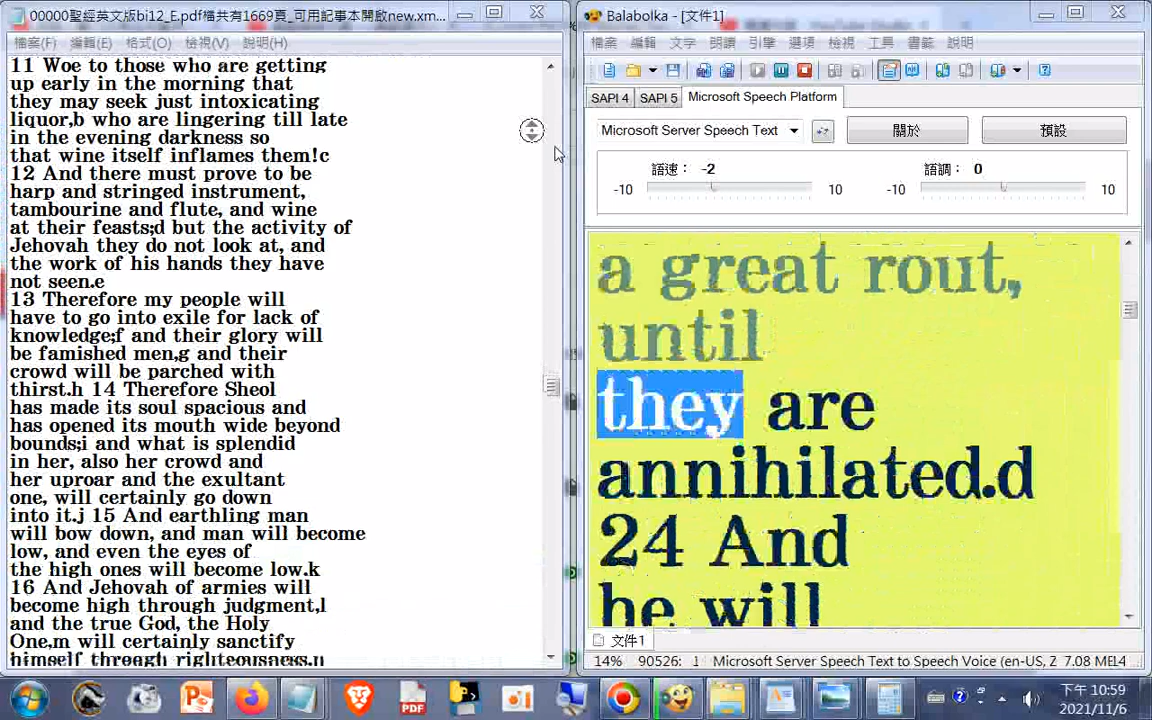 00000聖經英文版bi12_E.pdf檔共有1669頁_可用記事本開啟new.xm...
檔案(F) 編輯(E) 格式(O) 檢視(V) 說明(H)
11 Woe to those who are getting
up early in the morning that
they may seek just intoxicating
liquor,b who are lingering till late
in the evening darkness so
that wine itself inflames them!c
12 And there must prove to be
harp and stringed instrument,
tambourine and flute, and wine
at their feasts;d but the activity of
Jehovah they do not look at, and
the work of his hands they have
not seen.e
13 Therefore my people will
have to go into exile for lack of
knowledge;f and their glory will
be famished men,g and their
crowd will be parched with
thirst.h 14 Therefore Sheol
has made its soul spacious and
has opened its mouth wide beyond
bounds;i and what is splendid
in her, also her crowd and
her uproar and the exultant
one, will certainly go down
into it.j 15 And earthling man
will bow down, and man will become
low, and even the eyes of
the high ones will become low.k
16 And Jehovah of armies will
become high through judgment,l
and the true God, the Holy
One,m will certainly sanctify
himself through righteousness.n
Balabolka - [文件1]
檔案 編輯 文字 朗讀 引擎 選項 檢視 工具 書籤 說明
SAPI 4 SAPI 5 Microsoft Speech Platform
Microsoft Server Speech Text 關於 預設
語速: -2 語調: 0
-10 10 -10 10
a great rout,
until
they are
annihilated.d
24 And
he will
文件1
14% 90526: 1 Microsoft Server Speech Text to Speech Voice (en-US, Z 7.08 ME
PDF
下午 10:59
2021/11/6